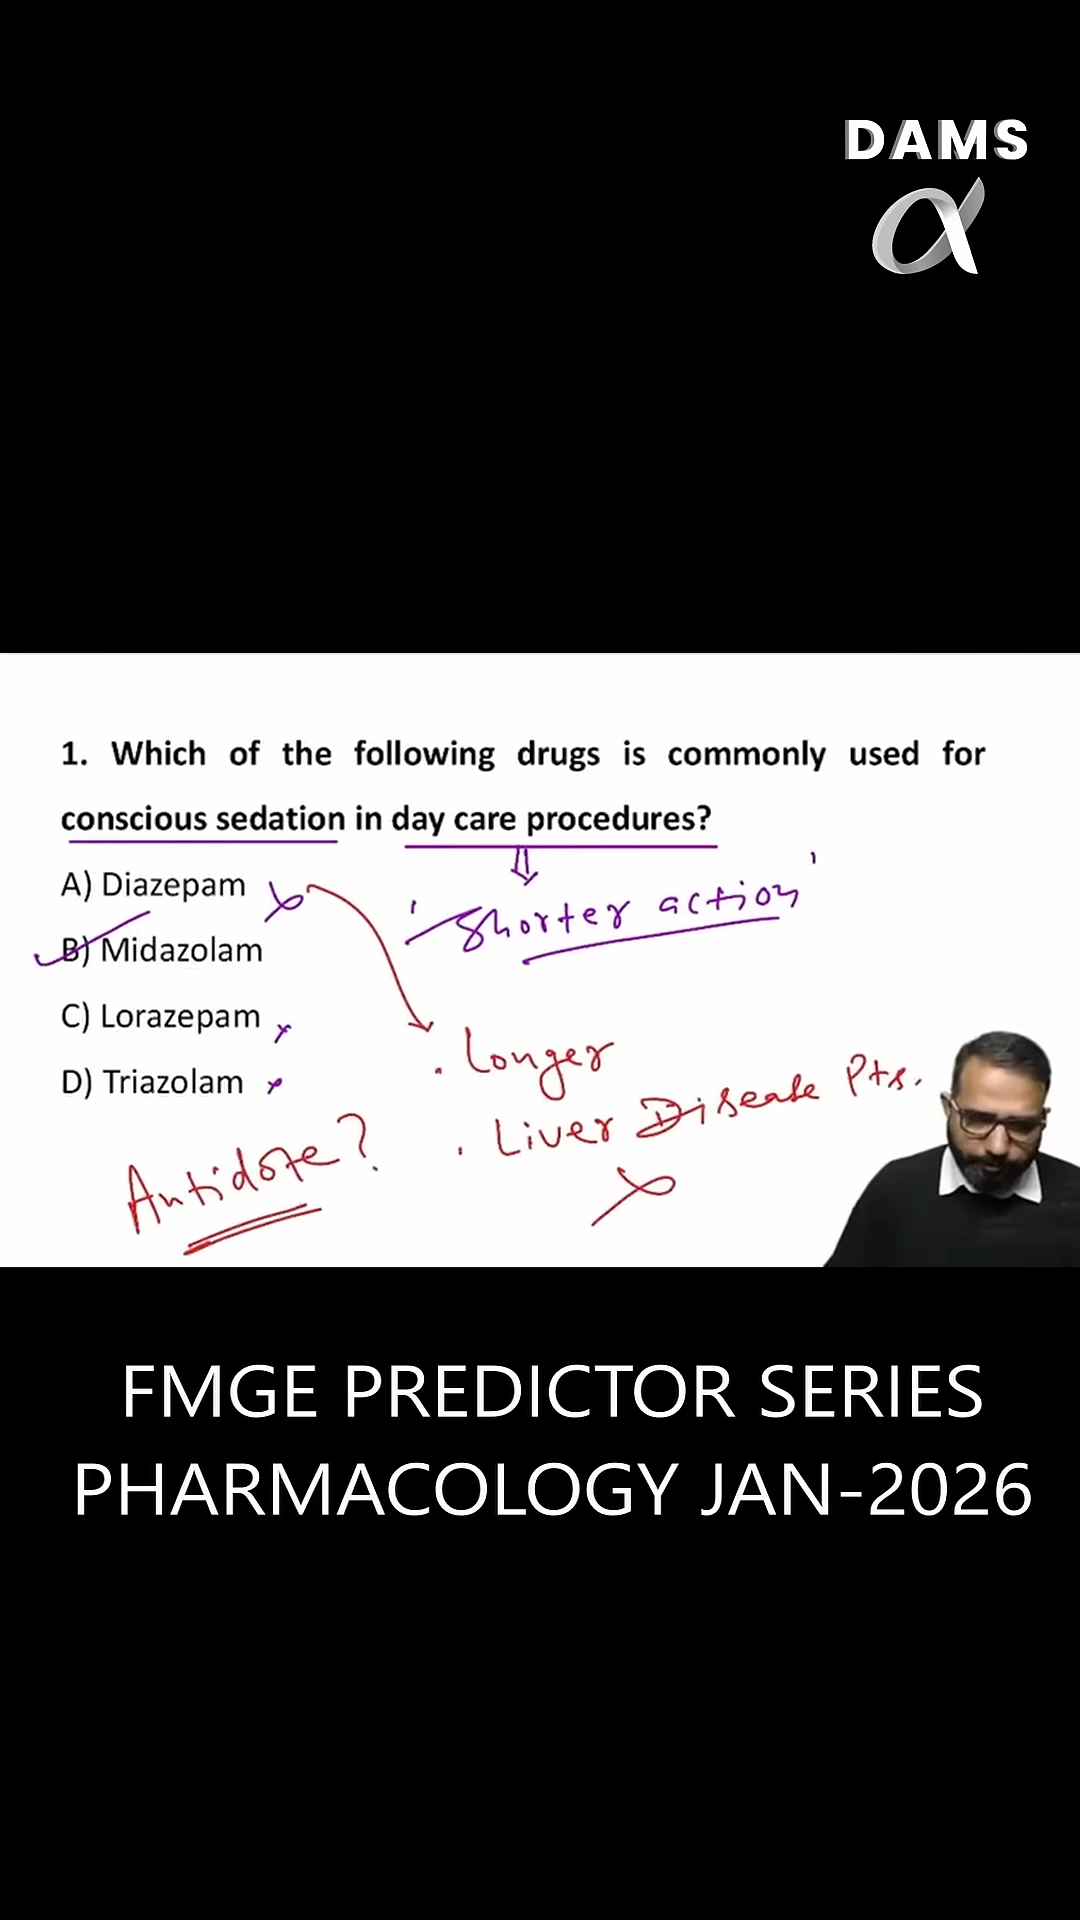 DAMS
α
1. Which of the following drugs is commonly used for
conscious sedation in day care procedures?
A) Diazepam
'Shorter action'
B) Midazolam
C) Lorazepam
. Longer
D) Triazolam
. Liver Disease Pts.
Antidote?
FMGE PREDICTOR SERIES
PHARMACOLOGY JAN-2026